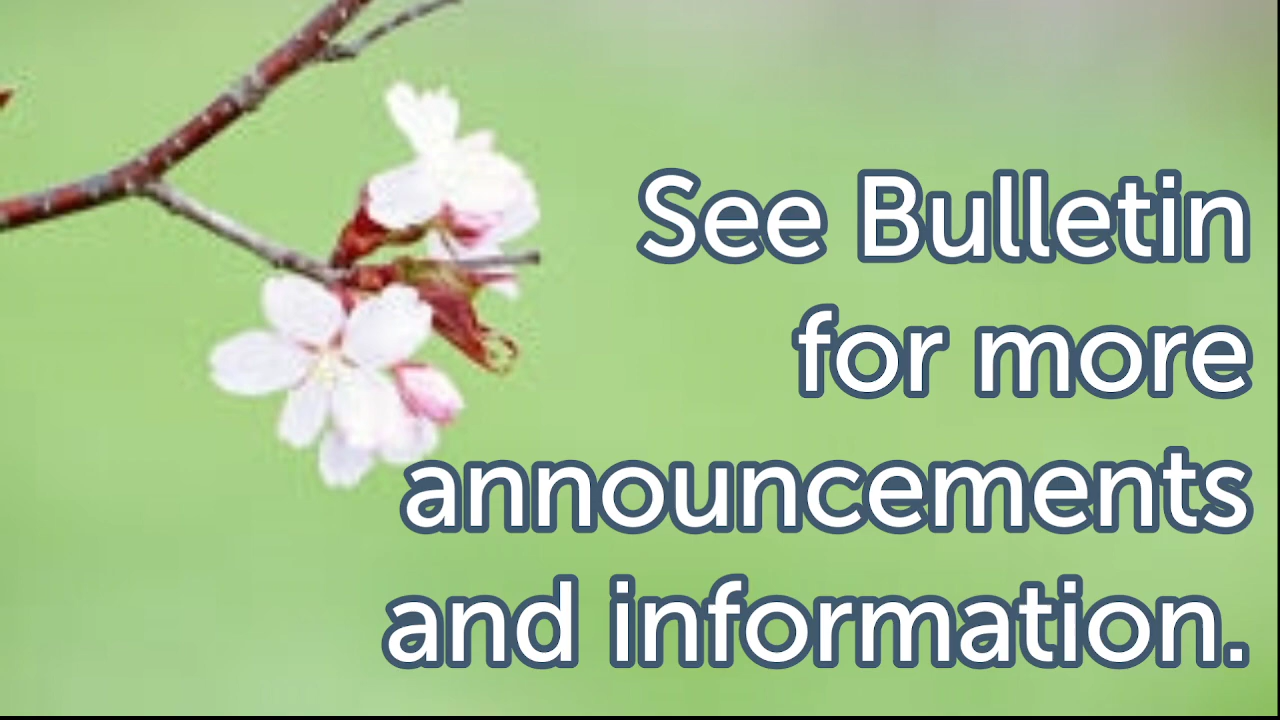 See Bulletin
for more
announcements
and information.